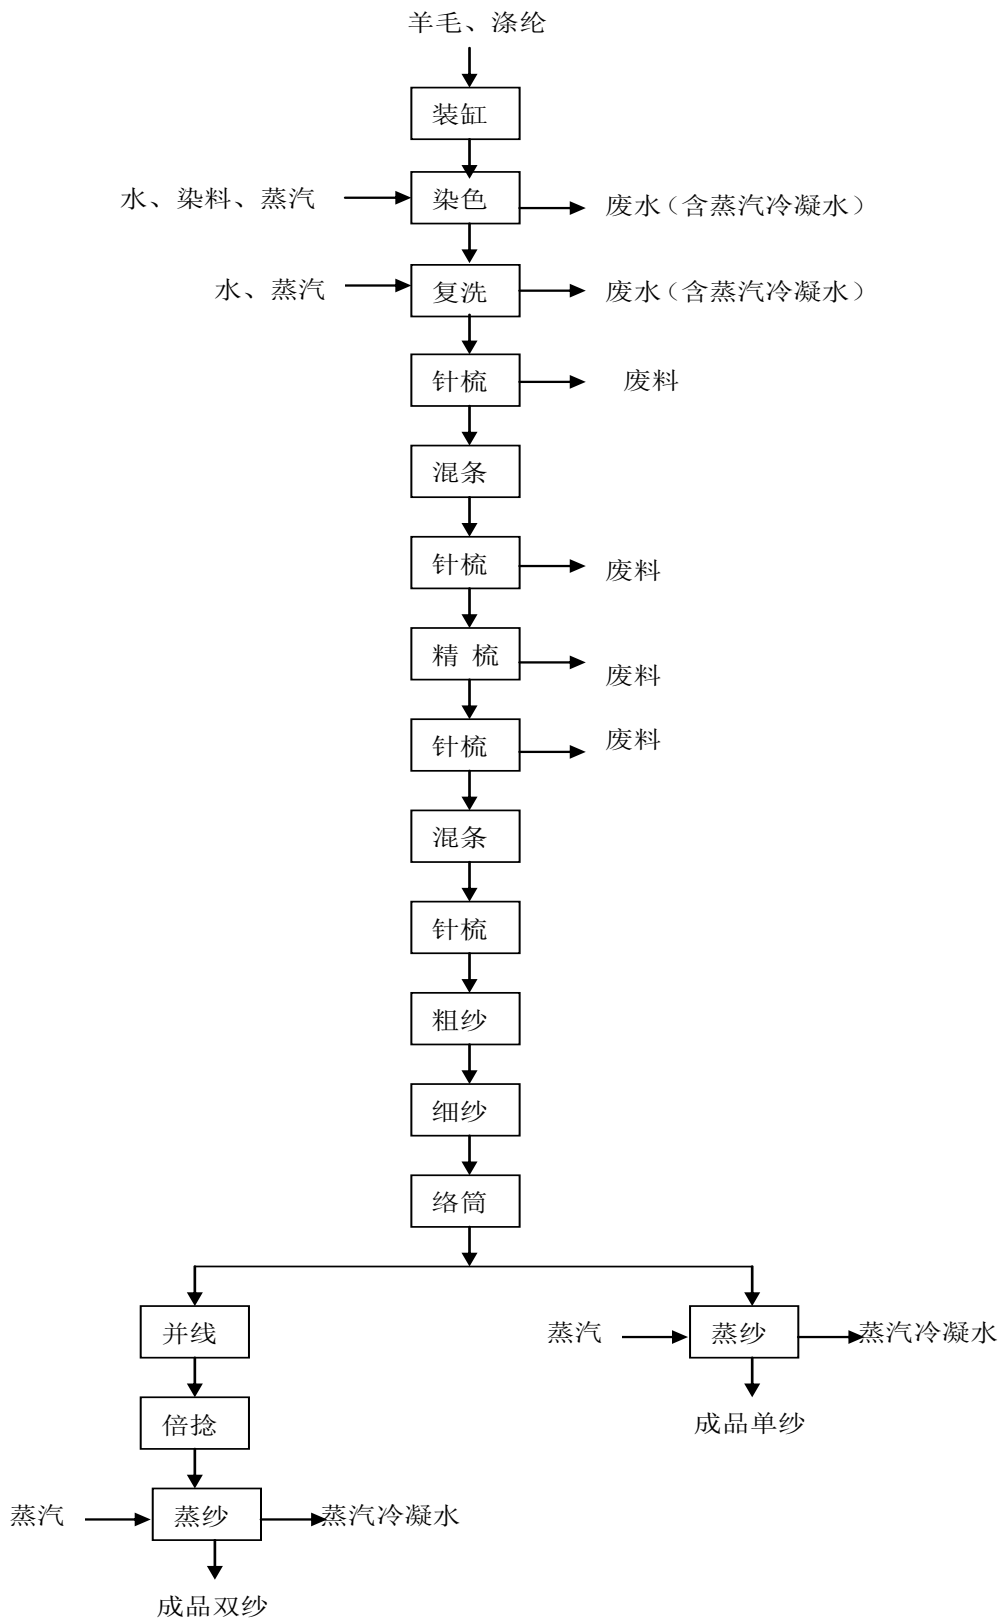 羊毛、涤纶
装缸
水、染料、蒸汽
染色
废水（含蒸汽冷凝水）
水、蒸汽
复洗
废水（含蒸汽冷凝水）
针梳
废料
混条
针梳
废料
精 梳
废料
针梳
废料
混条
针梳
粗纱
细纱
络筒
并线
蒸汽
蒸纱
蒸汽冷凝水
倍捻
成品单纱
蒸汽
蒸纱
蒸汽冷凝水
成品双纱